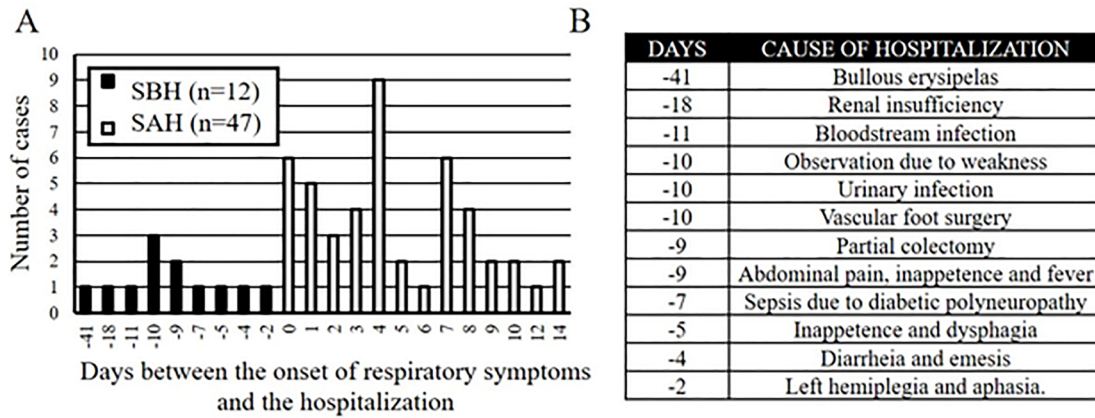 A
B
Number of cases
10
9
8
7
6
5
4
3
2
1
0
SBH (n=12)
SAH (n=47)
-41 -18 -11 -10 -9 -7 -5 -4 -2 0 1 2 3 4 5 6 7 8 9 10 12 14
Days between the onset of respiratory symptoms
and the hospitalization
DAYS CAUSE OF HOSPITALIZATION
-41 Bullous erysipelas
-18 Renal insufficiency
-11 Bloodstream infection
-10 Observation due to weakness
-10 Urinary infection
-10 Vascular foot surgery
-9 Partial colectomy
-9 Abdominal pain, inappetence and fever
-7 Sepsis due to diabetic polyneuropathy
-5 Inappetence and dysphagia
-4 Diarrheia and emesis
-2 Left hemiplegia and aphasia.